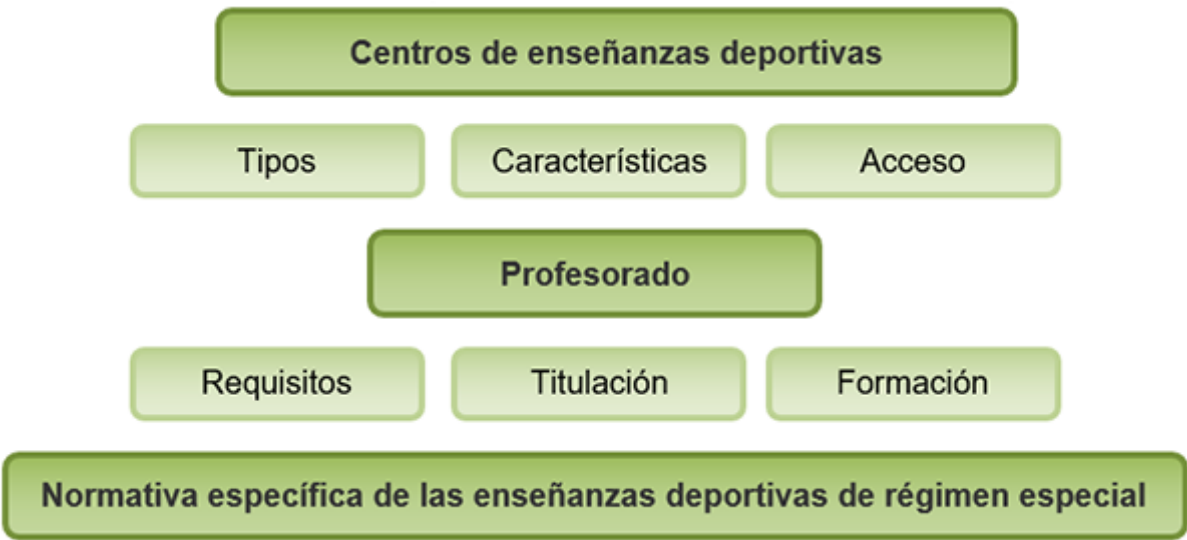 Centros de enseñanzas deportivas
Tipos
Características
Acceso
Profesorado
Requisitos
Titulación
Formación
Normativa específica de las enseñanzas deportivas de régimen especial